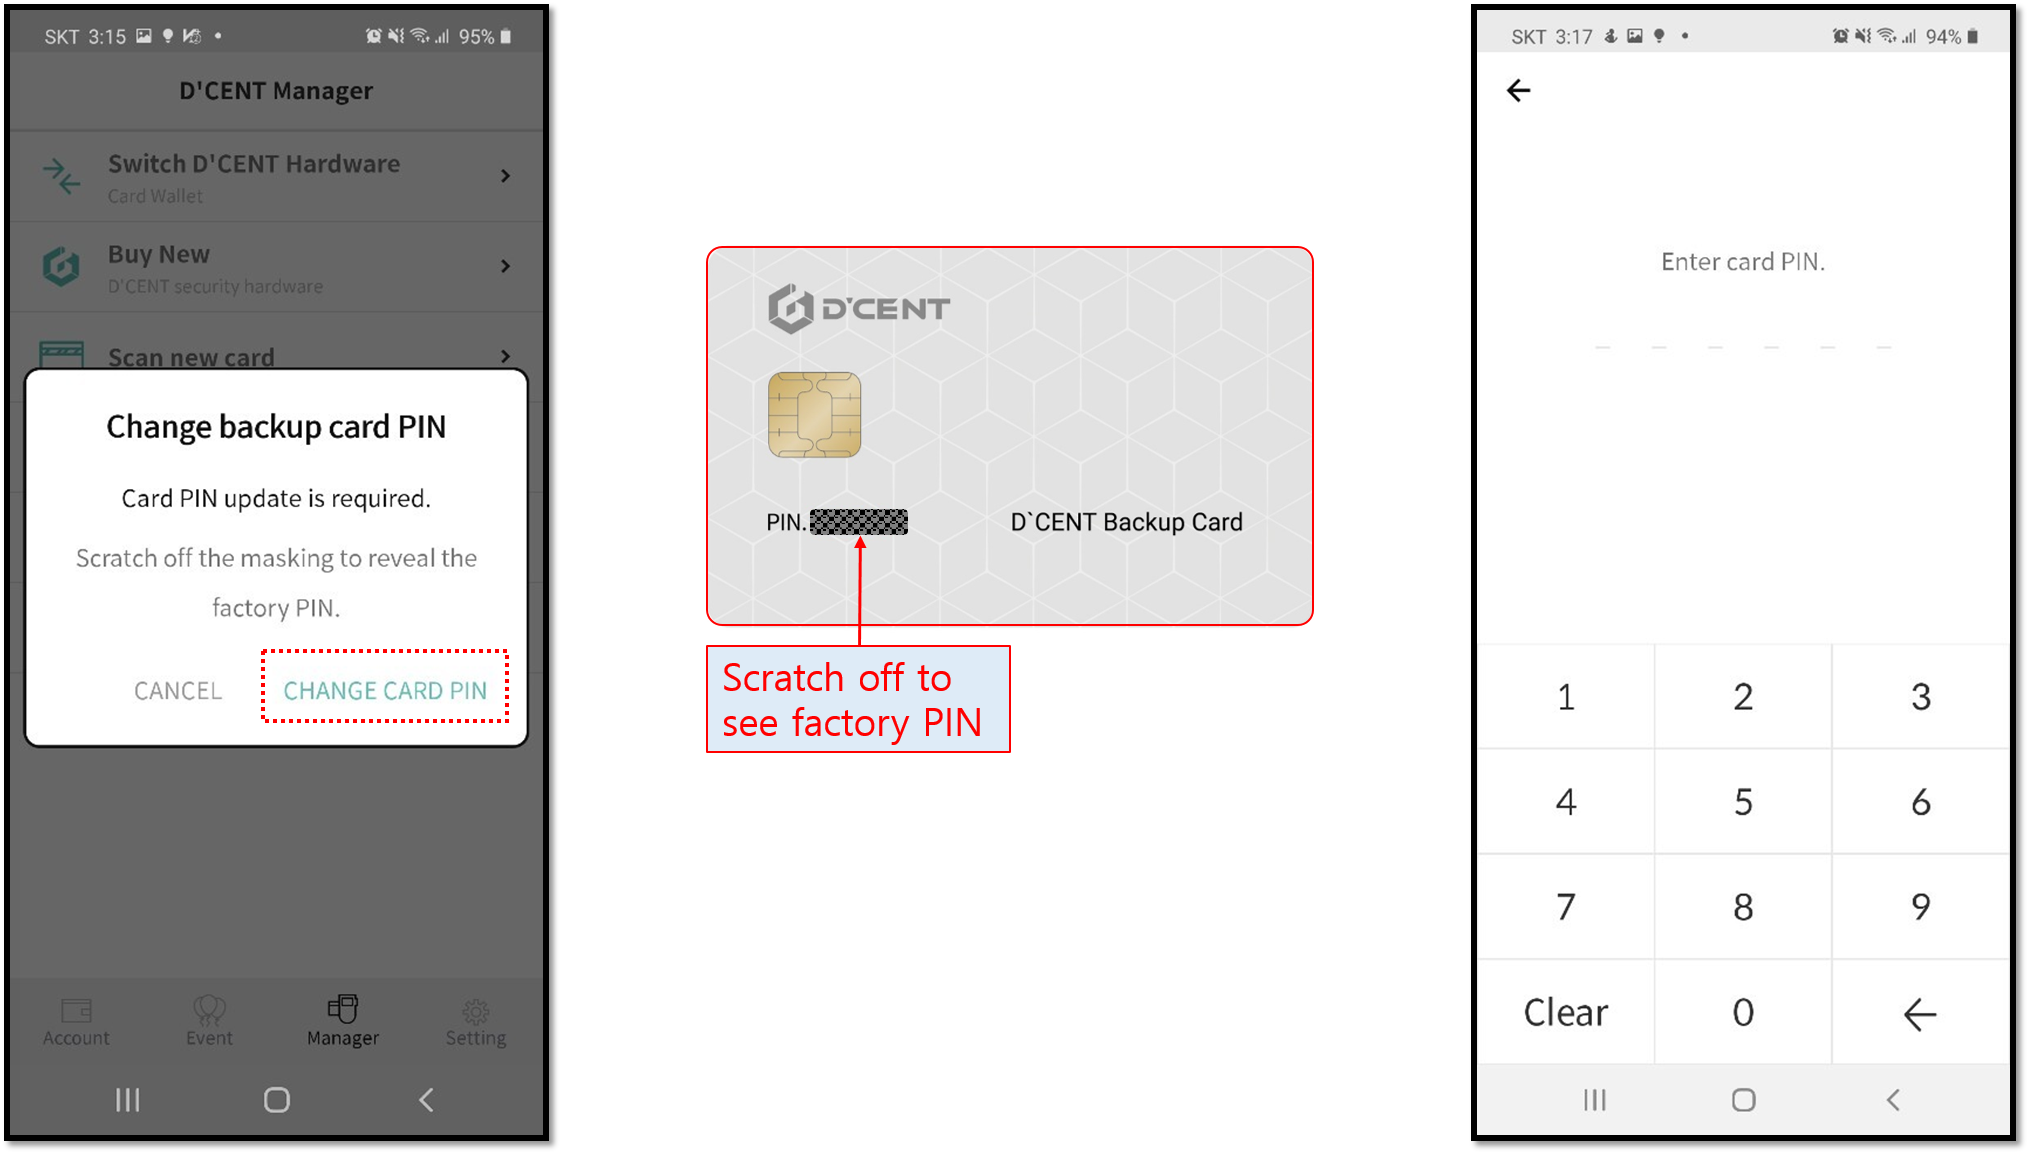 SKT 3:15
95%
D'CENT Manager
Switch D'CENT Hardware
Card Wallet
Buy New
D'CENT security hardware
Scan new card
Change backup card PIN
Card PIN update is required.
Scratch off the masking to reveal the
factory PIN.
CANCEL
CHANGE CARD PIN
Account
Event
Manager
Setting
D'CENT
PIN.
D`CENT Backup Card
Scratch off to
see factory PIN
SKT 3:17
94%
Enter card PIN.
1 2 3
4 5 6
7 8 9
Clear 0